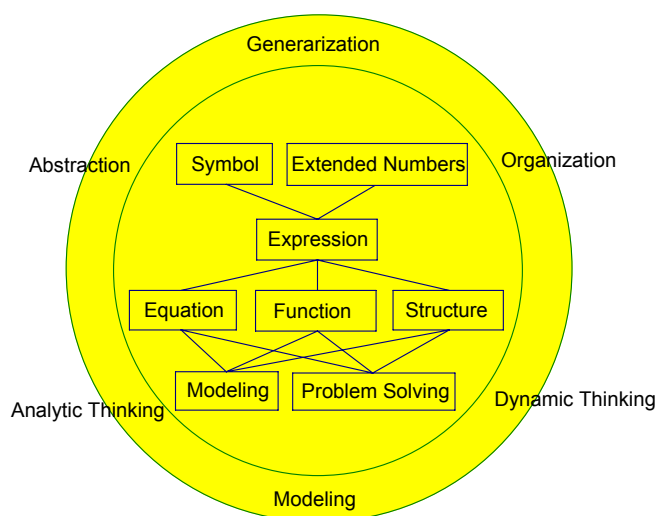 Generarization
Abstraction
Symbol
Extended Numbers
Organization
Expression
Equation
Function
Structure
Modeling
Problem Solving
Analytic Thinking
Dynamic Thinking
Modeling